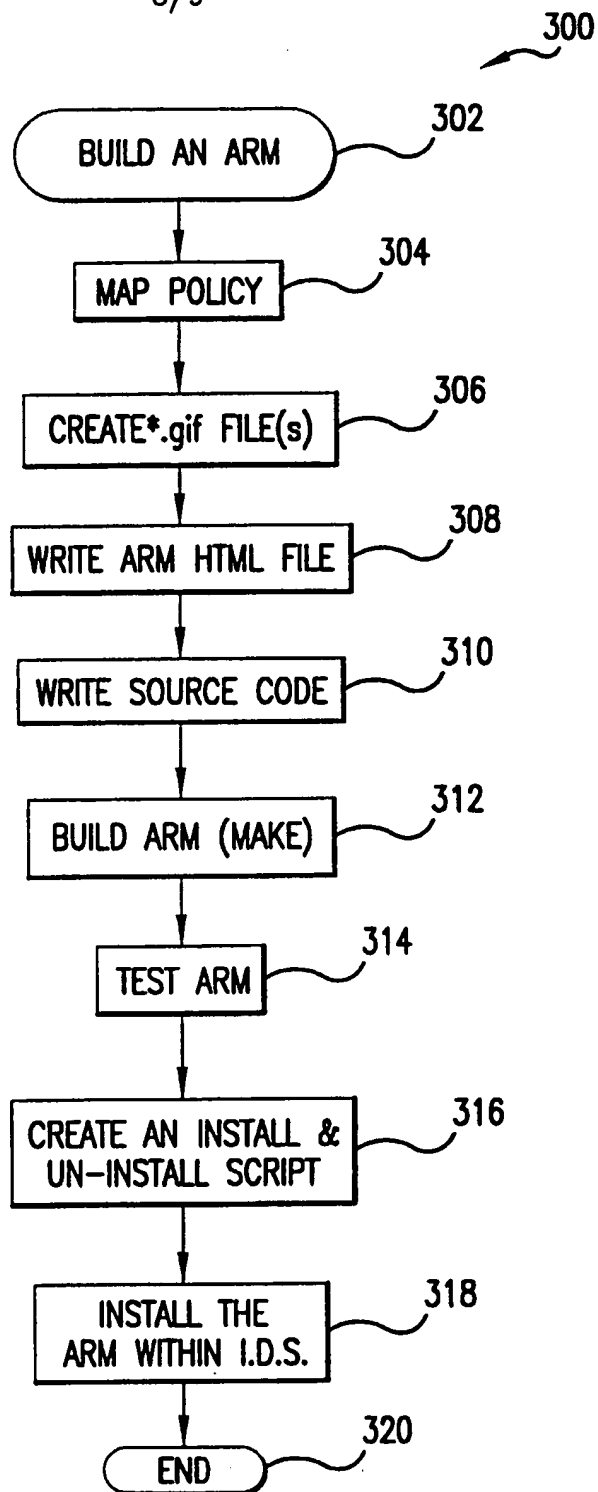 300
BUILD AN ARM
302
MAP POLICY
304
CREATE*.gif FILE(s)
306
WRITE ARM HTML FILE
308
WRITE SOURCE CODE
310
BUILD ARM (MAKE)
312
TEST ARM
314
CREATE AN INSTALL &
UN-INSTALL SCRIPT
316
INSTALL THE
ARM WITHIN I.D.S.
318
END
320